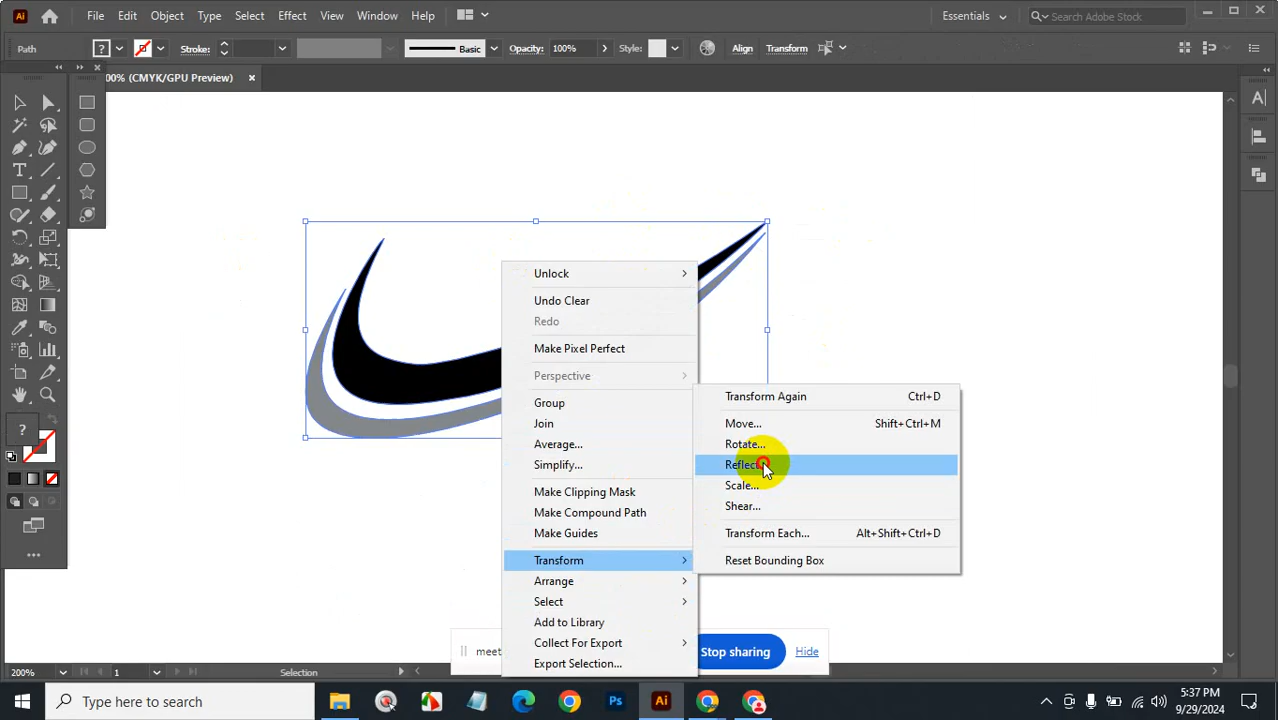 Ai File Edit Object Type Select Effect View Window Help Essentials Search Adobe Stock
Path ? Stroke: Basic Opacity: 100% Style: Align Transform
00% (CMYK/GPU Preview) ×
A
T
?
Unlock
Undo Clear
Redo
Make Pixel Perfect
Perspective
Group
Join
Average...
Simplify...
Make Clipping Mask
Make Compound Path
Make Guides
Transform
Arrange
Select
Add to Library
Collect For Export
Export Selection...
Transform Again Ctrl+D
Move... Shift+Ctrl+M
Rotate...
Reflect
Scale...
Shear...
Transform Each... Alt+Shift+Ctrl+D
Reset Bounding Box
meet Stop sharing Hide
200% 1 Selection
Type here to search Ps Ai 5:37 PM
9/29/2024